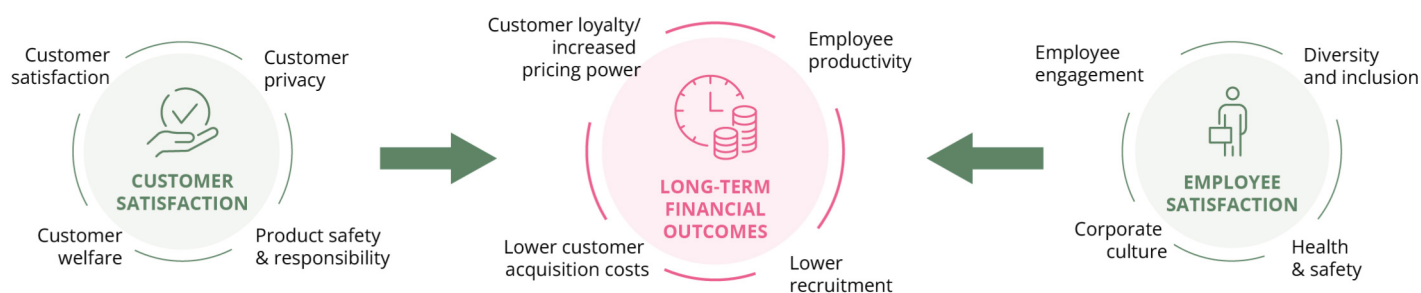 Customer
satisfaction
Customer
privacy
CUSTOMER
SATISFACTION
Customer
welfare
Product safety
& responsibility
Customer loyalty/
increased
pricing power
Employee
productivity
LONG-TERM
FINANCIAL
OUTCOMES
Lower customer
acquisition costs
Lower
recruitment
Employee
engagement
Diversity
and inclusion
EMPLOYEE
SATISFACTION
Corporate
culture
Health
& safety